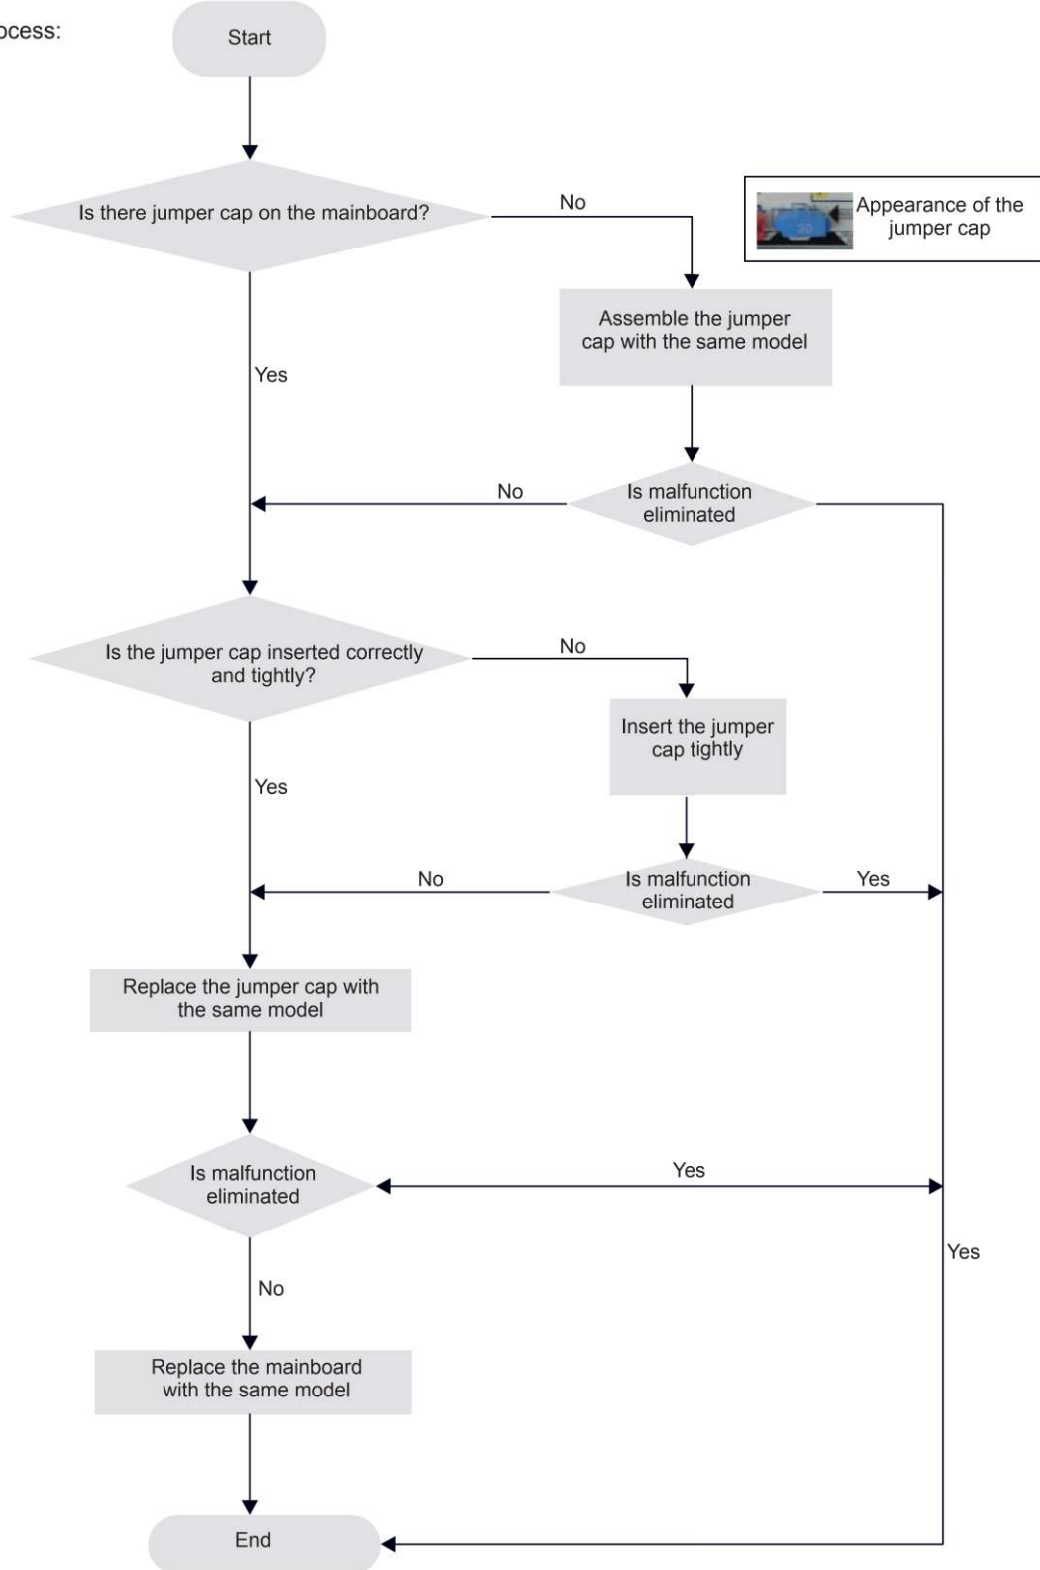 ocess:
Start
Is there jumper cap on the mainboard?
No
Appearance of the
jumper cap
Assemble the jumper
cap with the same model
Yes
No
Is malfunction
eliminated
Is the jumper cap inserted correctly
and tightly?
No
Insert the jumper
cap tightly
Yes
No
Is malfunction
eliminated
Yes
Replace the jumper cap with
the same model
Is malfunction
eliminated
Yes
Yes
No
Replace the mainboard
with the same model
End